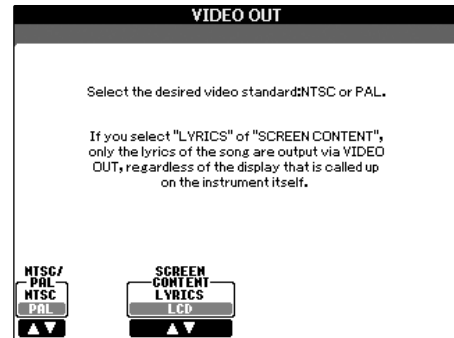 VIDEO OUT
Select the desired video standard:NTSC or PAL.
If you select "LYRICS" of "SCREEN CONTENT",
only the lyrics of the song are output via VIDEO
OUT, regardless of the display that is called up
on the instrument itself.
NTSC/
PAL
NTSC
PAL
SCREEN
CONTENT
LYRICS
LCD